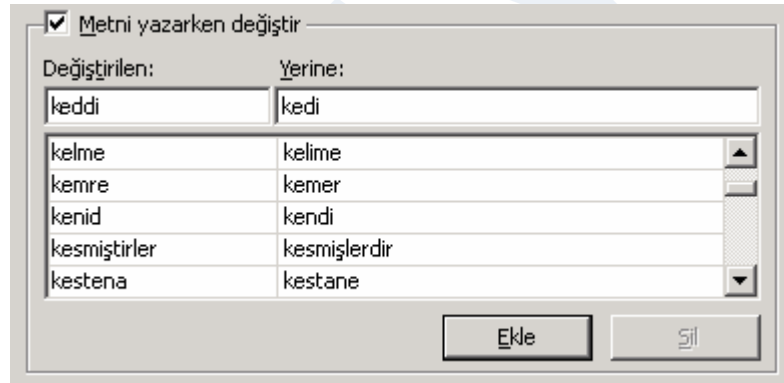 Metni yazarken değiştir
Değiştirilen: Yerine:
keddi kedi
kelme kelime
kemre kemer
kenid kendi
kesmiştirler kesmişlerdir
kestena kestane
Ekle Sil